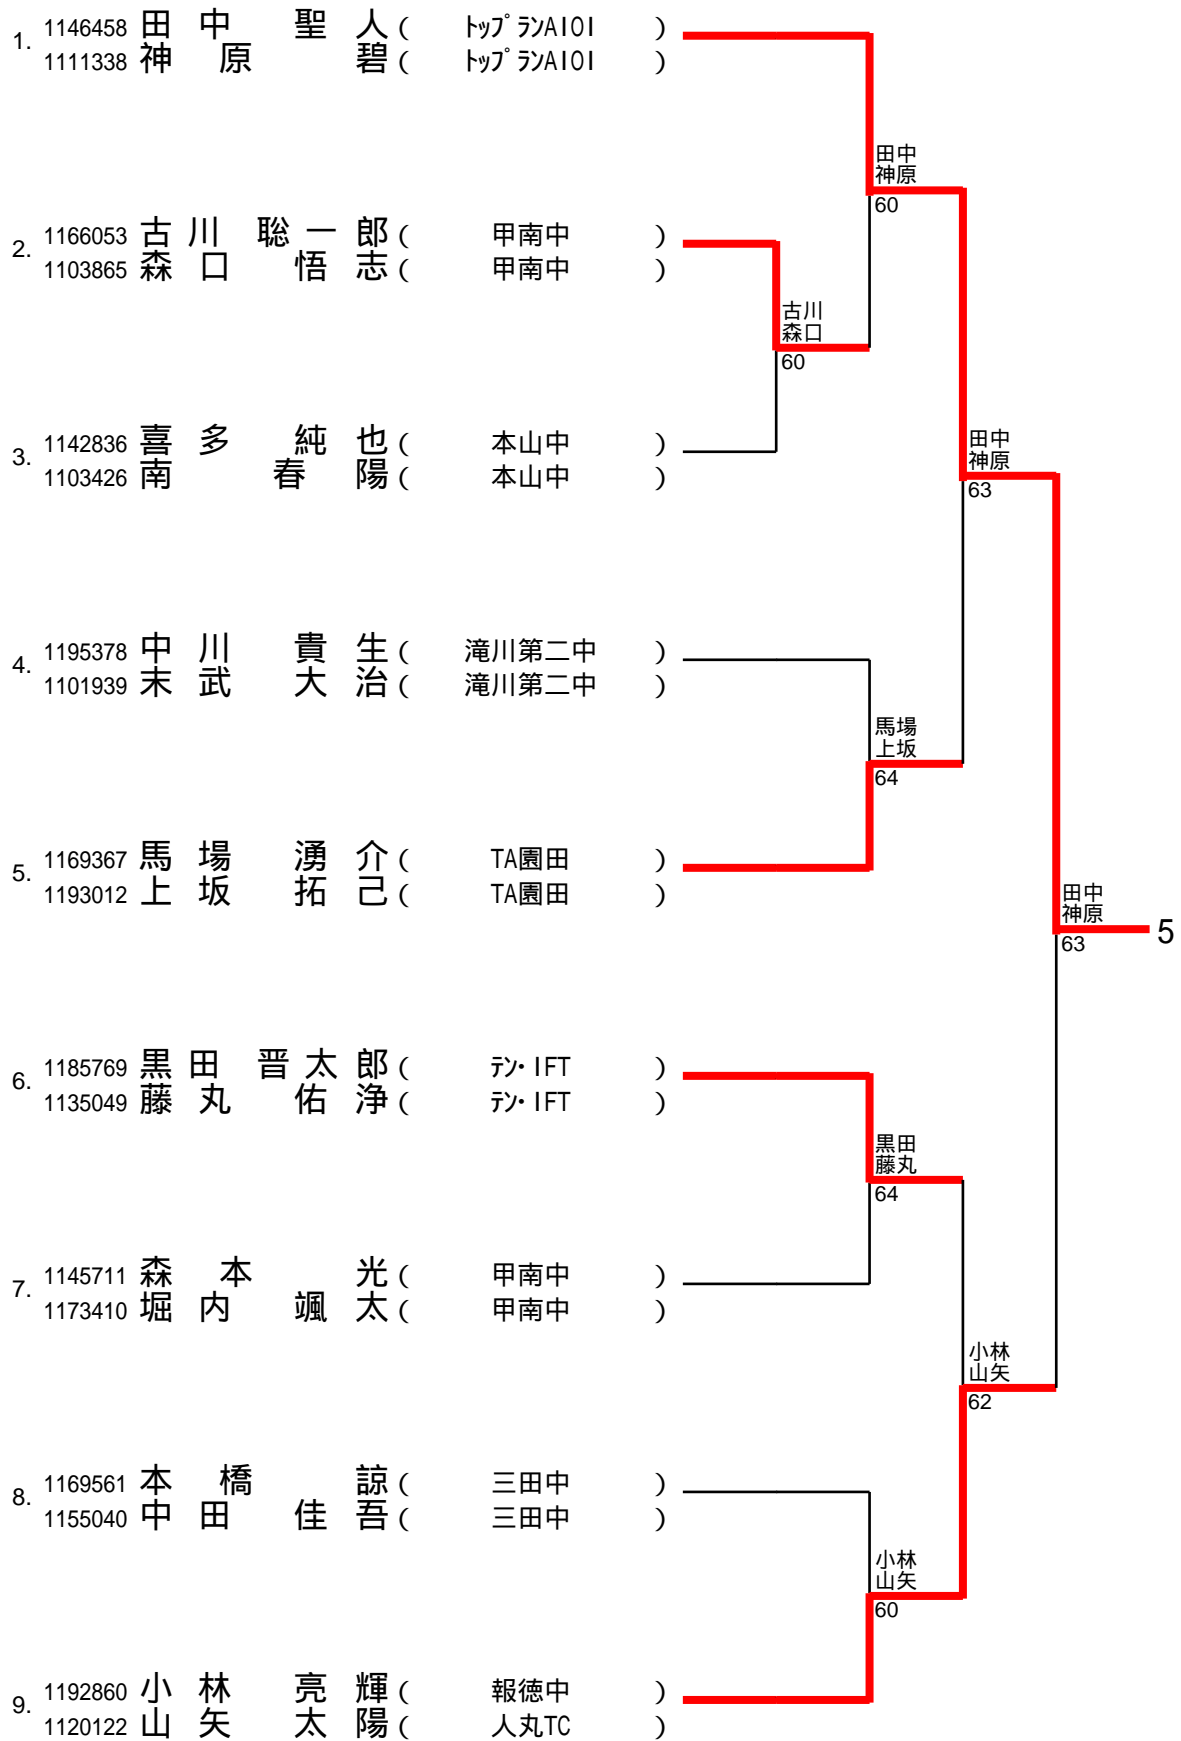 1. 1146458 田中 聖人 ( トップランAIOI )
1111338 神原 碧 ( トップランAIOI )
田中
神原
60
2. 1166053 古川 聡一郎 ( 甲南中 )
1103865 森口 悟志 ( 甲南中 )
古川
森口
60
3. 1142836 喜多 純也 ( 本山中 )
1103426 南 春陽 ( 本山中 )
田中
神原
63
4. 1195378 中川 貴生 ( 滝川第二中 )
1101939 末武 大治 ( 滝川第二中 )
馬場
上坂
64
5. 1169367 馬場 湧介 ( TA園田 )
1193012 上坂 拓己 ( TA園田 )
田中
神原
63
5
6. 1185769 黒田 晋太郎 ( テン・IFT )
1135049 藤丸 佑浄 ( テン・IFT )
黒田
藤丸
64
7. 1145711 森本 光 ( 甲南中 )
1173410 堀内 颯太 ( 甲南中 )
小林
山矢
62
8. 1169561 本橋 諒 ( 三田中 )
1155040 中田 佳吾 ( 三田中 )
小林
山矢
60
9. 1192860 小林 亮輝 ( 報徳中 )
1120122 山矢 太陽 ( 人丸TC )